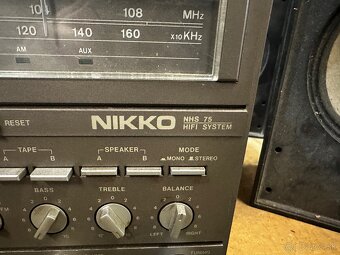 104 108 MHz
120 140 160 X10 KHz
AM AUX
RESET
NIKKO NHS 75
HIFI SYSTEM
TAPE SPEAKER MODE
A B A B MONO STEREO
BASS TREBLE BALANCE
LEFT RIGHT